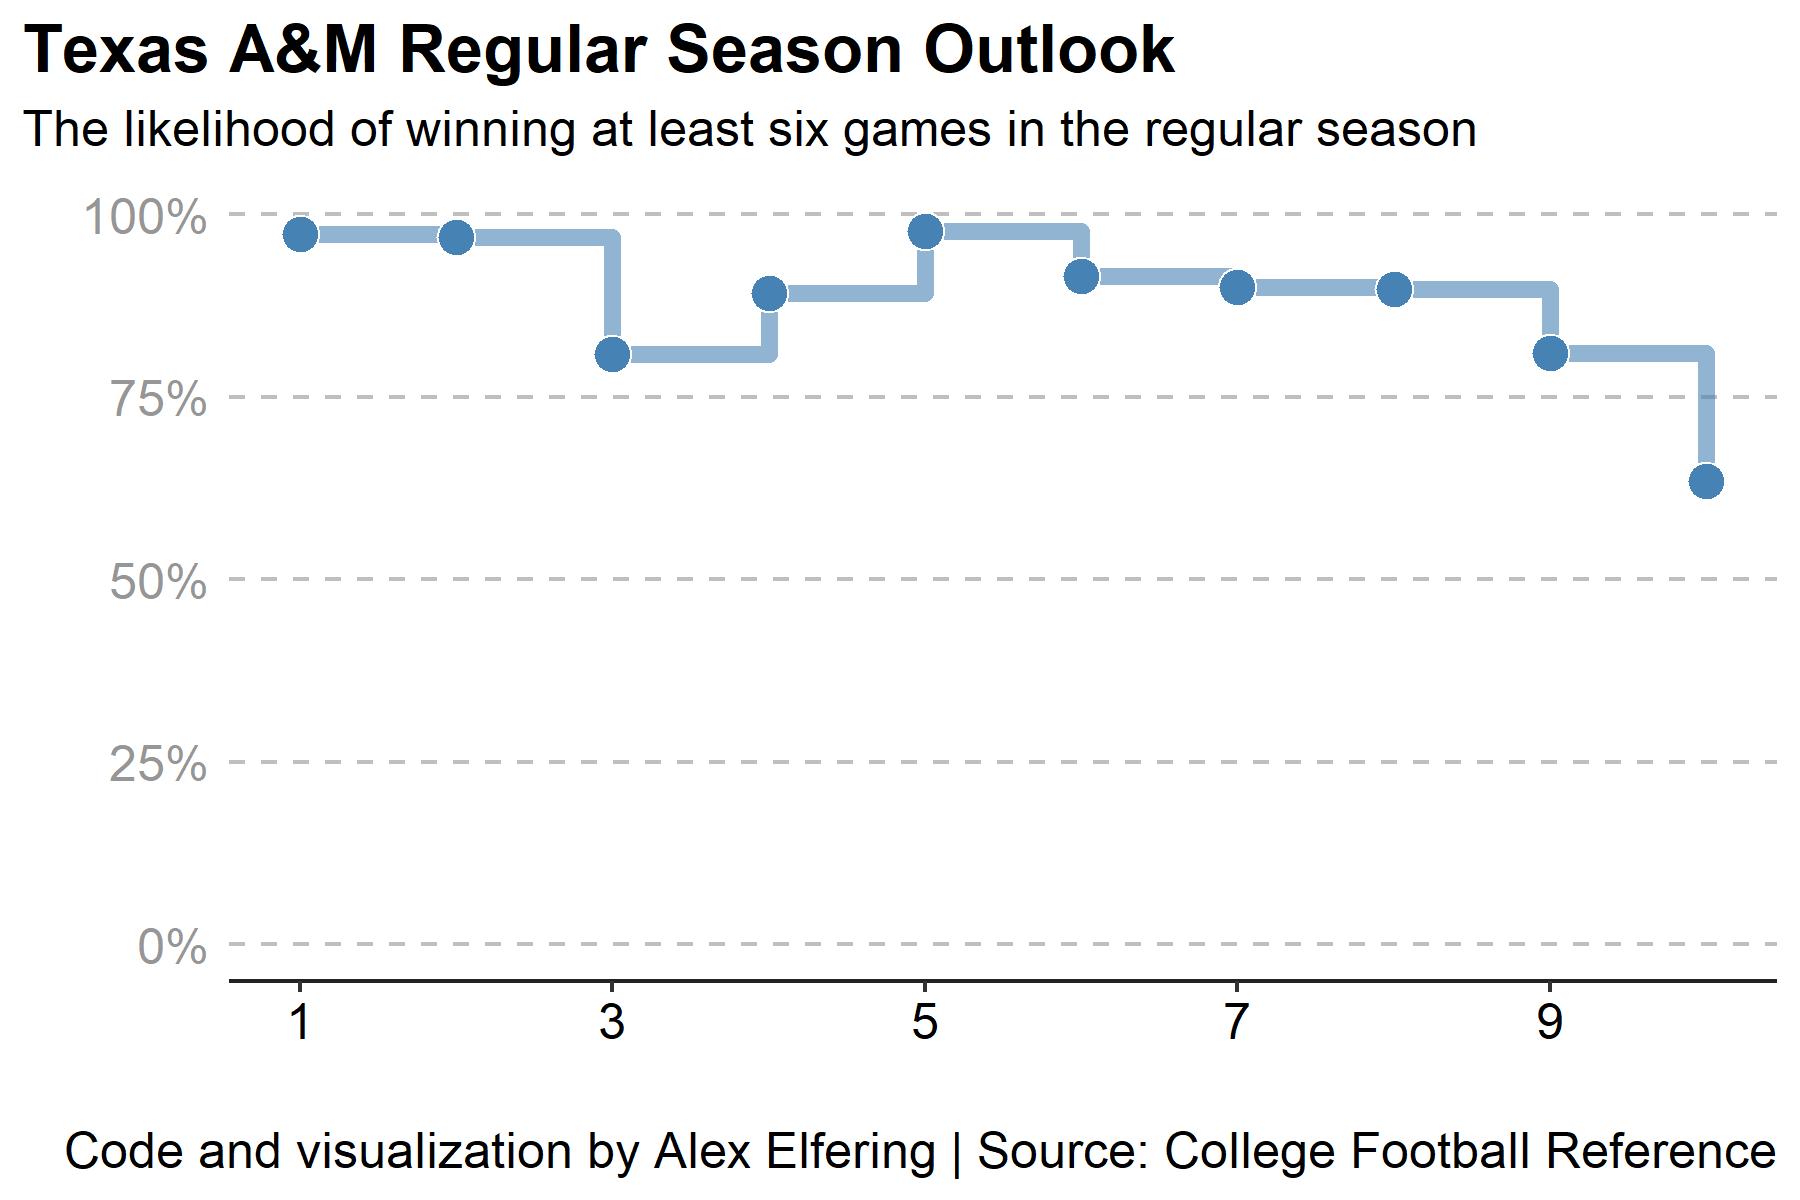 Texas A&M Regular Season Outlook
The likelihood of winning at least six games in the regular season
100%
75%
50%
25%
0%
1 3 5 7 9
Code and visualization by Alex Elfering | Source: College Football Reference